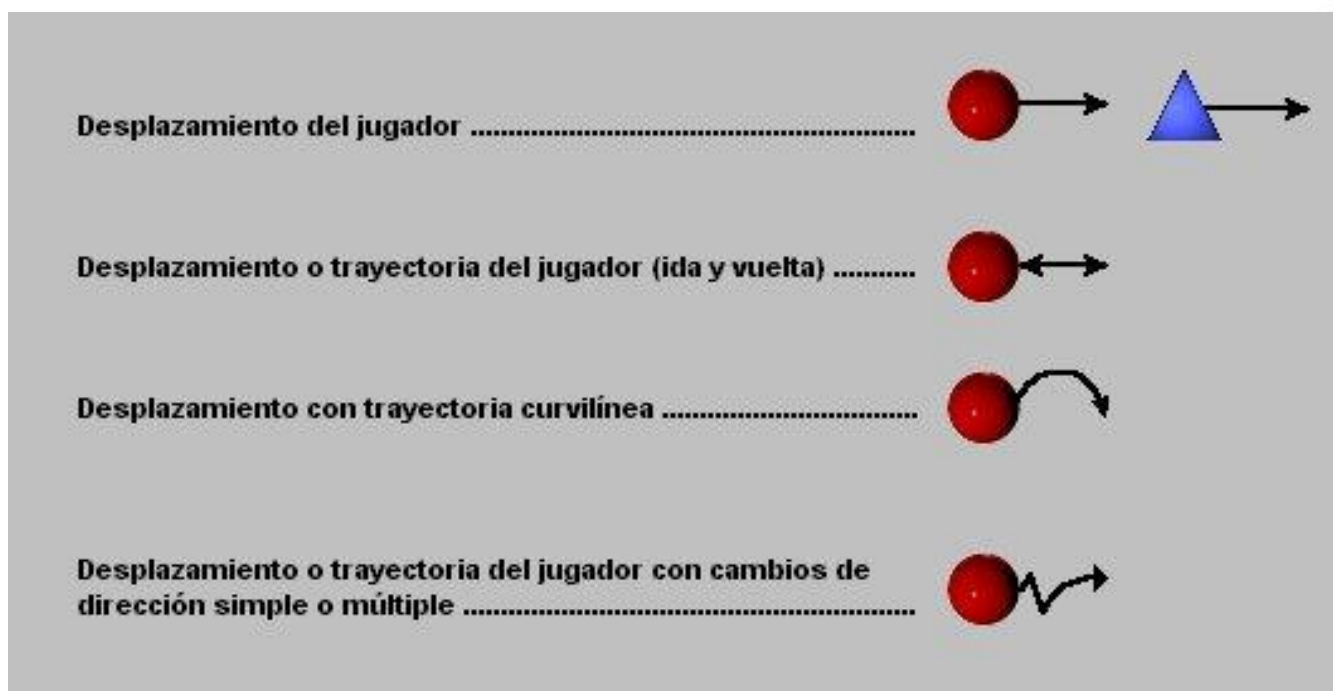 Desplazamiento del jugador ..........................................................
Desplazamiento o trayectoria del jugador (ida y vuelta) ...........
Desplazamiento con trayectoria curvilínea .................................
Desplazamiento o trayectoria del jugador con cambios de
dirección simple o múltiple ...........................................................